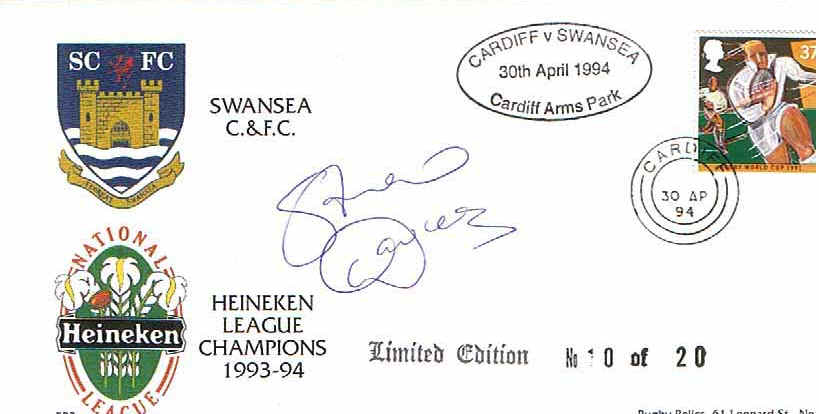 SC FC
SWANSEA
C.&F.C.
CARDIFF v SWANSEA
30th April 1994
Cardiff Arms Park
37
CARDIFF
30 AP
94
NATIONAL
Heineken
LEAGUE
HEINEKEN
LEAGUE
CHAMPIONS
1993-94
Limited Edition No 10 of 20
Rugby Relics, 61 Leonard St.,